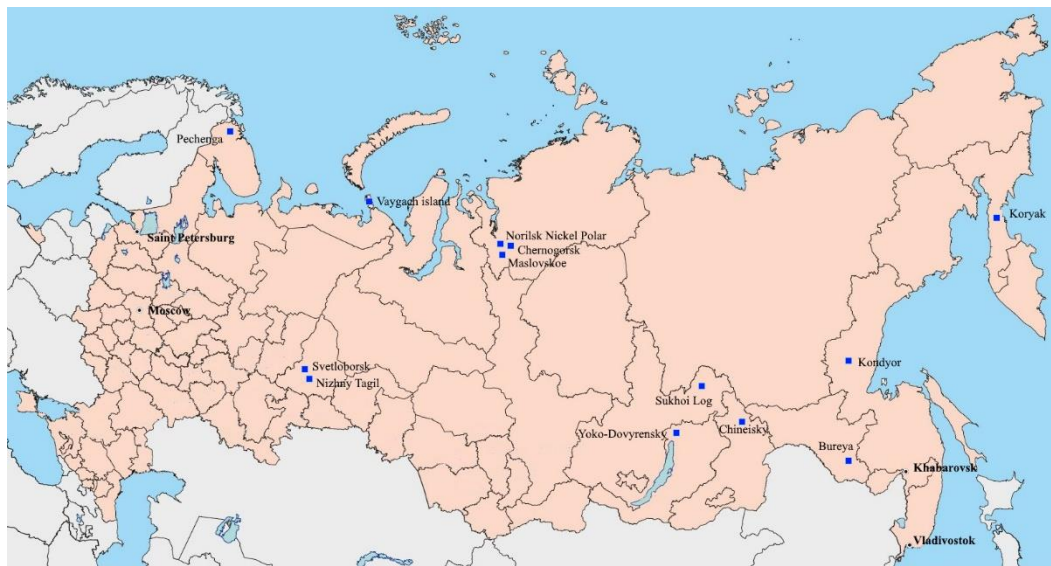 Pechenga
Vaygach island
Koryak
Saint Petersburg
Norilsk Nickel Polar
Chernogorsk
Maslovskoe
Moscow
Svetloborsk
Nizhny Tagil
Kondyor
Sukhoi Log
Chineisky
Yoko-Dovyrensky
Bureya
Khabarovsk
Vladivostok